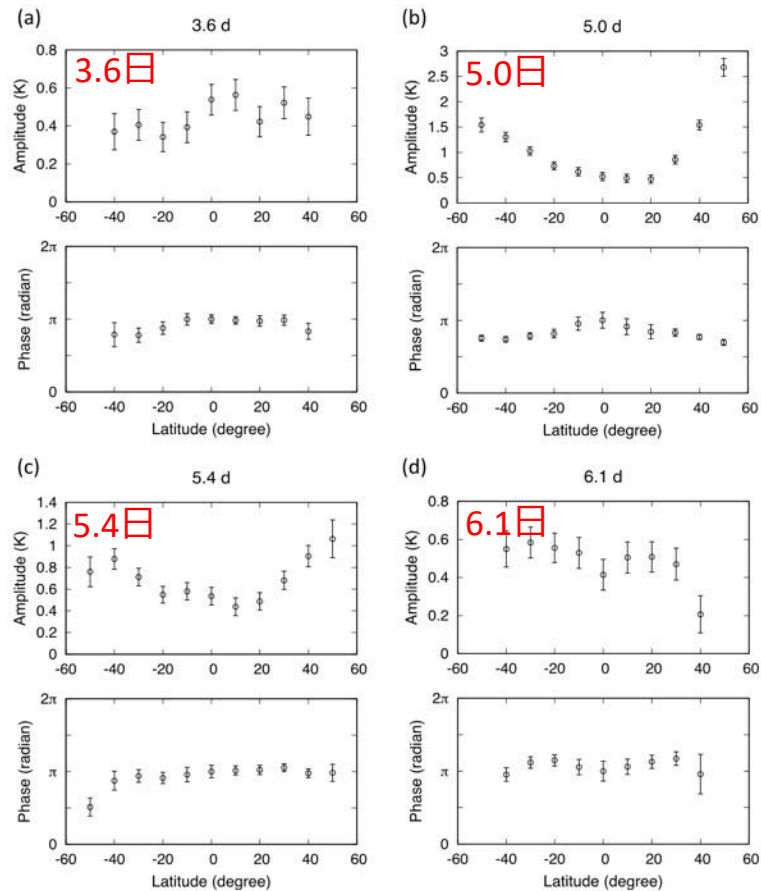 (a)
3.6 d
3.6日
Amplitude (K)
0.8
0.6
0.4
0.2
0
-60 -40 -20 0 20 40 60
Phase (radian)
2π
π
0
-60 -40 -20 0 20 40 60
Latitude (degree)
(b)
5.0 d
5.0日
Amplitude (K)
3
2.5
2
1.5
1
0.5
0
-60 -40 -20 0 20 40 60
Phase (radian)
2π
π
0
-60 -40 -20 0 20 40 60
Latitude (degree)
(c)
5.4 d
5.4日
Amplitude (K)
1.4
1.2
1
0.8
0.6
0.4
0.2
0
-60 -40 -20 0 20 40 60
Phase (radian)
2π
π
0
-60 -40 -20 0 20 40 60
Latitude (degree)
(d)
6.1 d
6.1日
Amplitude (K)
0.8
0.6
0.4
0.2
0
-60 -40 -20 0 20 40 60
Phase (radian)
2π
π
0
-60 -40 -20 0 20 40 60
Latitude (degree)